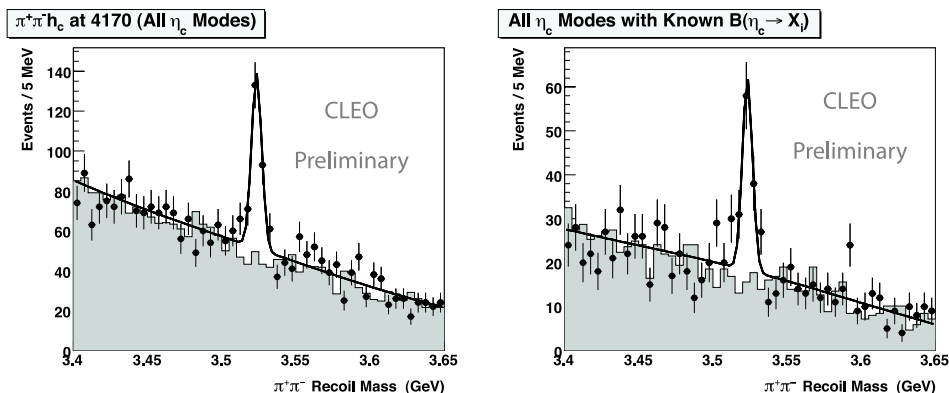 π⁺π⁻h_c at 4170 (All η_c Modes)
Events / 5 MeV
140
120
100
80
60
40
20
0
CLEO
Preliminary
3.4 3.45 3.5 3.55 3.6 3.65
π⁺π⁻ Recoil Mass (GeV)
All η_c Modes with Known B(η_c → X_i)
Events / 5 MeV
60
50
40
30
20
10
0
CLEO
Preliminary
3.4 3.45 3.5 3.55 3.6 3.65
π⁺π⁻ Recoil Mass (GeV)